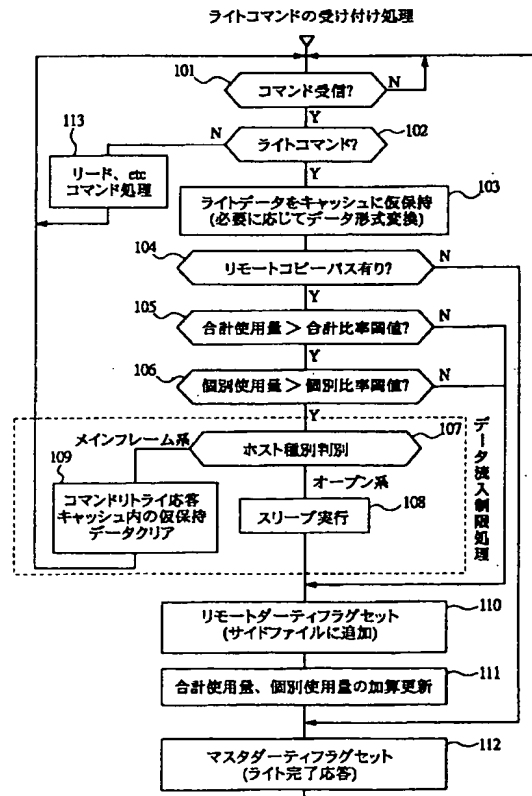 ライトコマンドの受け付け処理
101
コマンド受信?
N
Y
113
N
102
ライトコマンド?
リード、etc
コマンド処理
Y
103
ライトデータをキャッシュに仮保持
(必要に応じてデータ形式変換)
104
リモートコピーパス有り?
N
Y
105
合計使用量＞合計比率閾値?
N
Y
106
個別使用量＞個別比率閾値?
N
Y
メインフレーム系
107
ホスト種別判別
109
オープン系
コマンドリトライ応答
キャッシュ内の仮保持
データクリア
スリープ実行
108
データ流入制限処理
110
リモートダーティフラグセット
(サイドファイルに追加)
111
合計使用量、個別使用量の加算更新
112
マスタダーティフラグセット
(ライト完了応答)